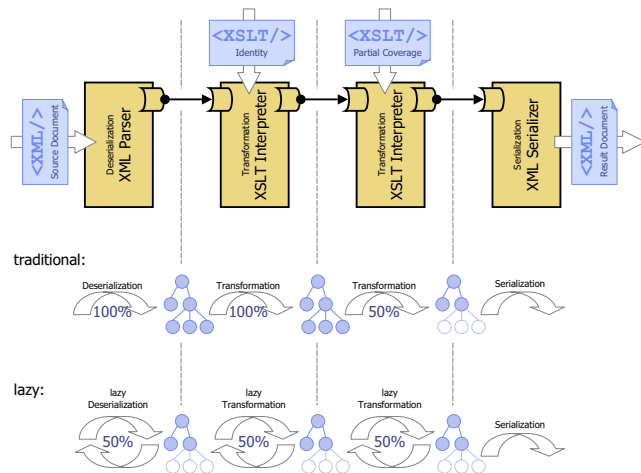 <XSLT/>
Identity
<XSLT/>
Partial Coverage
<XML/>
Source Document
Deserialization
XML Parser
Transformation
XSLT Interpreter
Transformation
XSLT Interpreter
Serialization
XML Serializer
<XML/>
Result Document
traditional:
Deserialization
100%
Transformation
100%
Transformation
50%
Serialization
lazy:
lazy
Deserialization
50%
lazy
Transformation
50%
lazy
Transformation
50%
Serialization